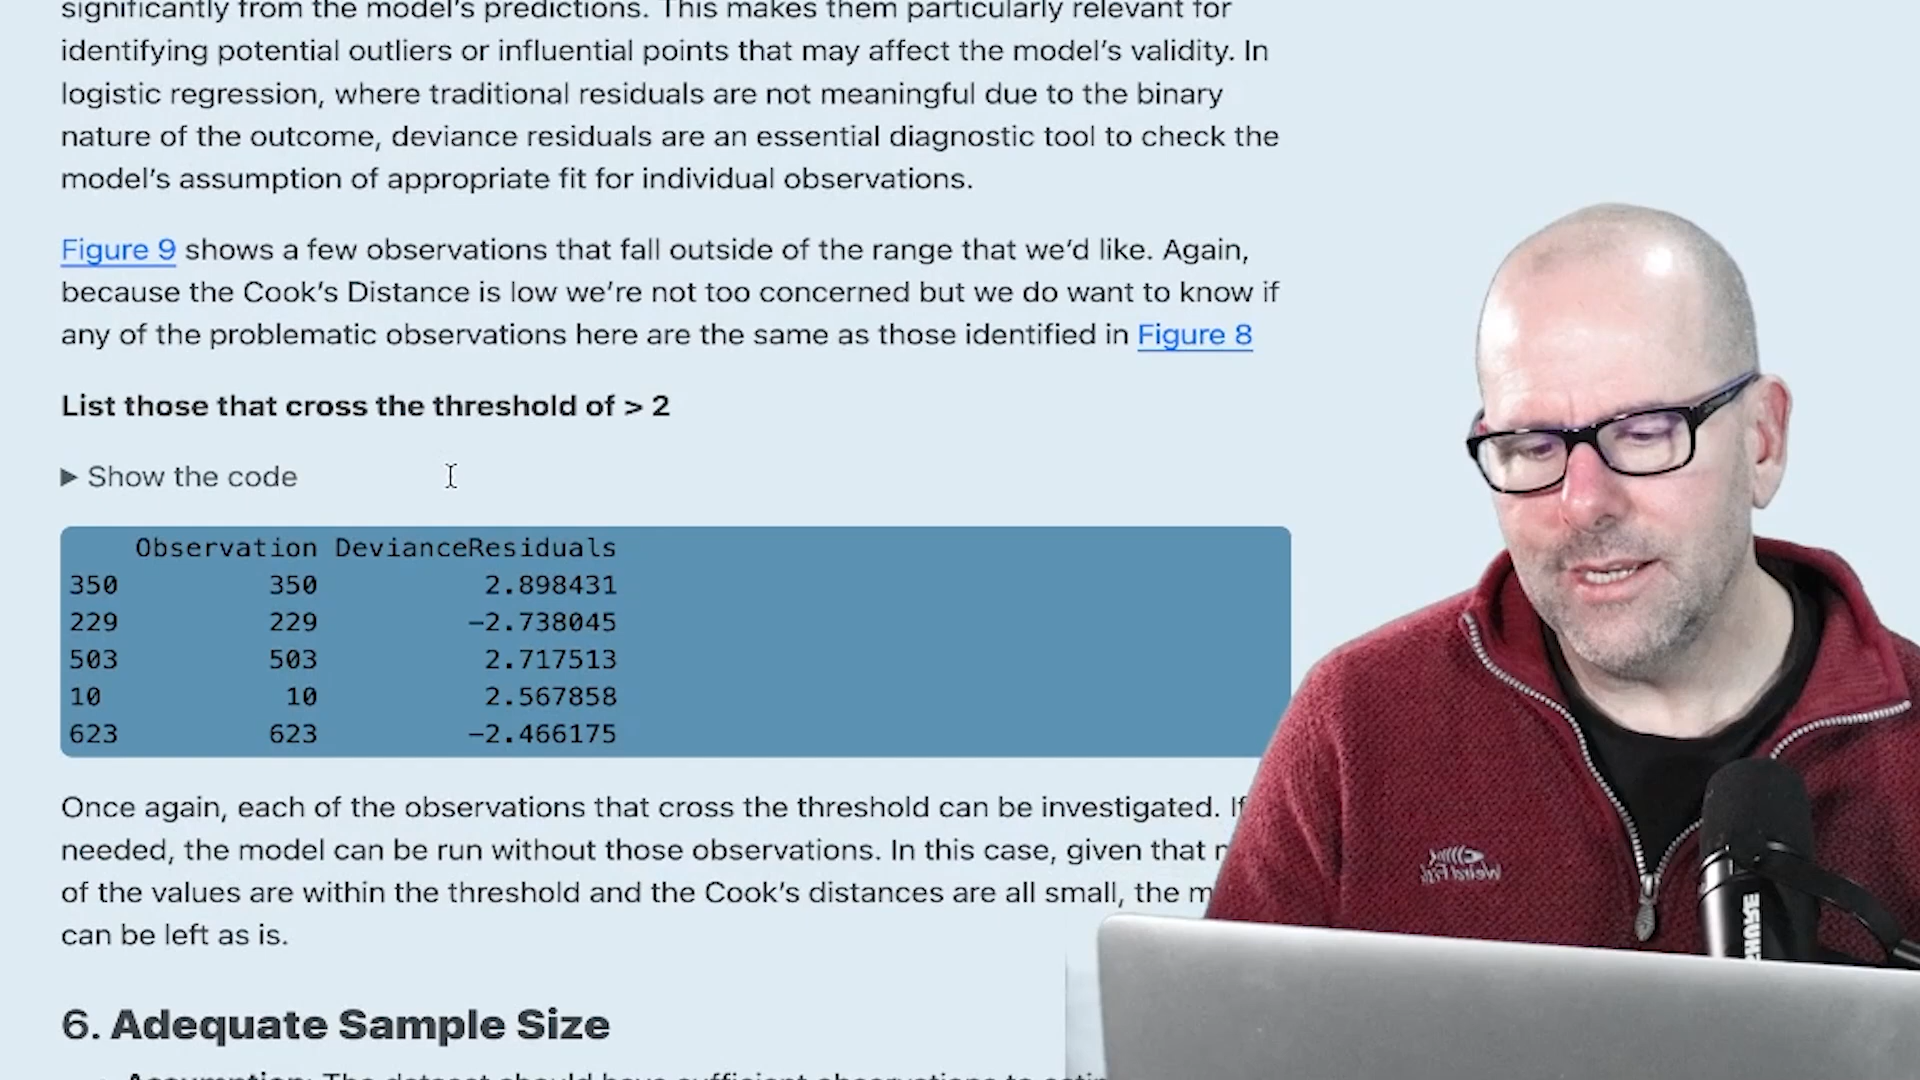 significantly from the model's predictions. This makes them particularly relevant for
identifying potential outliers or influential points that may affect the model's validity. In
logistic regression, where traditional residuals are not meaningful due to the binary
nature of the outcome, deviance residuals are an essential diagnostic tool to check the
model's assumption of appropriate fit for individual observations.
Figure 9 shows a few observations that fall outside of the range that we'd like. Again,
because the Cook's Distance is low we're not too concerned but we do want to know if
any of the problematic observations here are the same as those identified in Figure 8
List those that cross the threshold of > 2
Show the code
Observation DevianceResiduals
350 350 2.898431
229 229 -2.738045
503 503 2.717513
10 10 2.567858
623 623 -2.466175
Once again, each of the observations that cross the threshold can be investigated. If
needed, the model can be run without those observations. In this case, given that
of the values are within the threshold and the Cook's distances are all small, the
can be left as is.
6. Adequate Sample Size
Assumption: The dataset should have sufficient observations to
Weird Fish